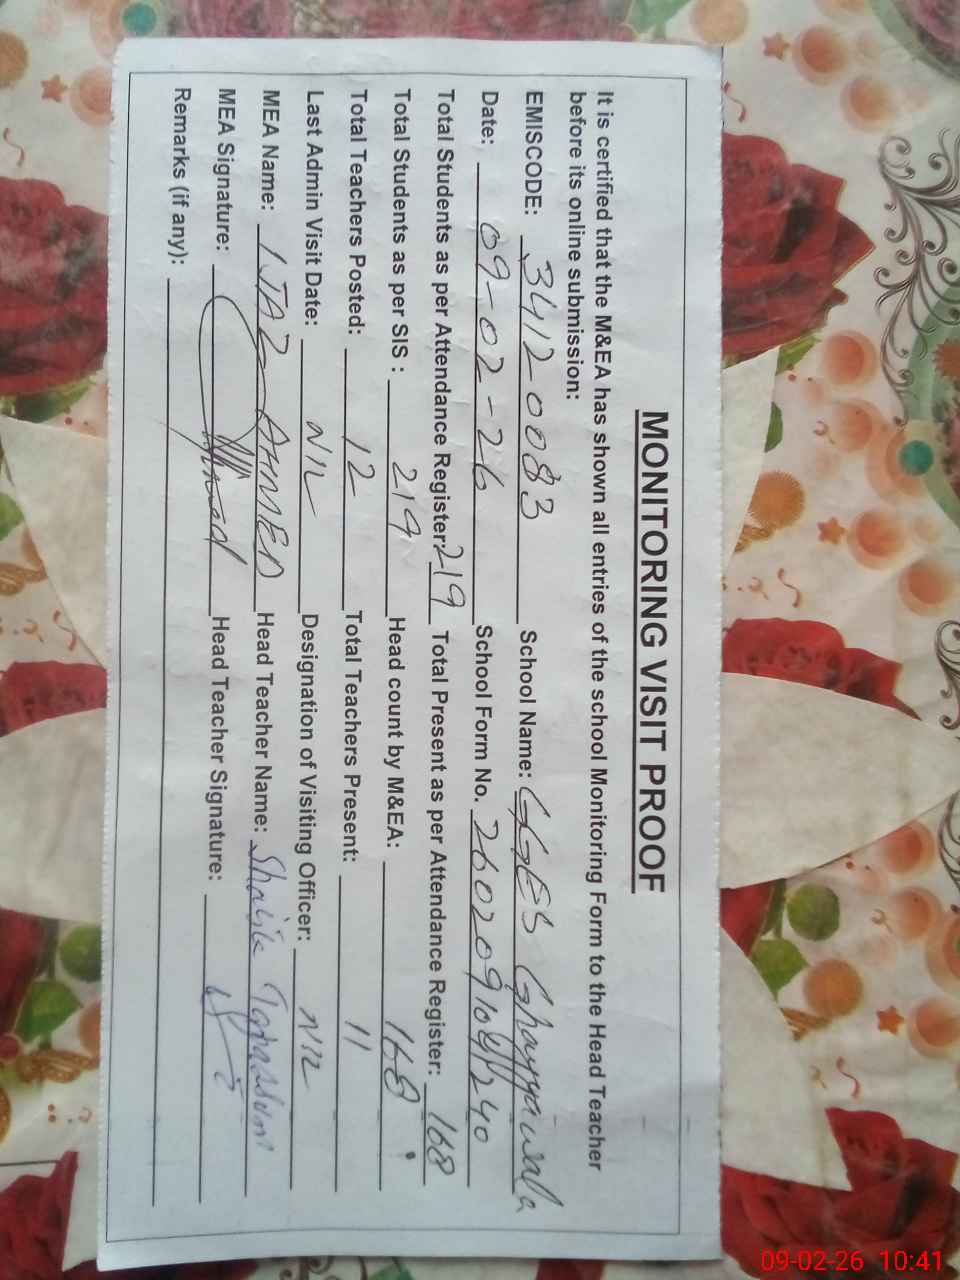 MONITORING VISIT PROOF
It is certified that the M&EA has shown all entries of the school Monitoring Form to the Head Teacher
before its online submission:
EMISCODE: 34120083 School Name: GGES Ghayyawala
Date: 09-02-26 School Form No. 260209104240
Total Students as per Attendance Register: 219 Total Present as per Attendance Register: 168
Total Students as per SIS : 219 Head count by M&EA: 168
Total Teachers Posted: 12 Total Teachers Present: 11
Last Admin Visit Date: NIL Designation of Visiting Officer: NIL
MEA Name: IJAZ AHMED Head Teacher Name: Tabassum
MEA Signature: Ahmed Head Teacher Signature:
Remarks (if any):
09-02-26 10:41